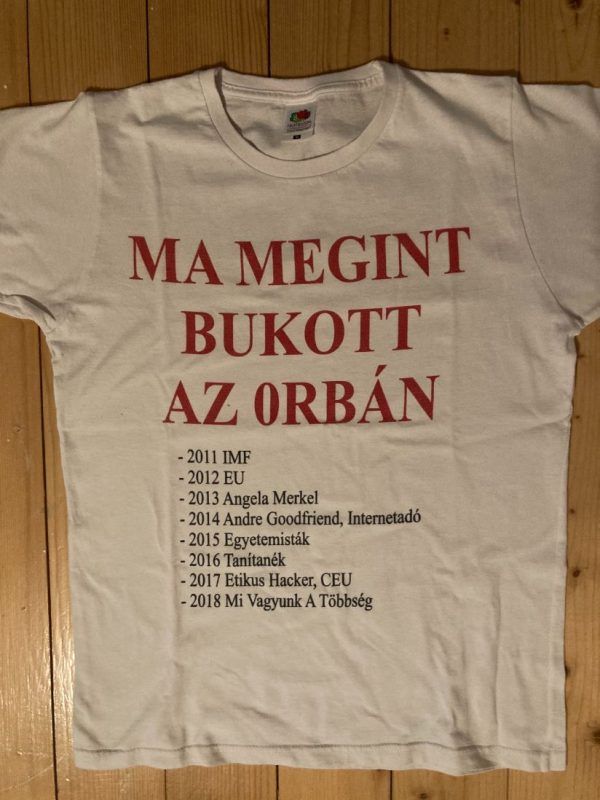 MA MEGINT
BUKOTT
AZ 0RBÁN
- 2011 IMF
- 2012 EU
- 2013 Angela Merkel
- 2014 Andre Goodfriend, Internetadó
- 2015 Egyetemisták
- 2016 Tanítanék
- 2017 Etikus Hacker, CEU
- 2018 Mi Vagyunk A Többség